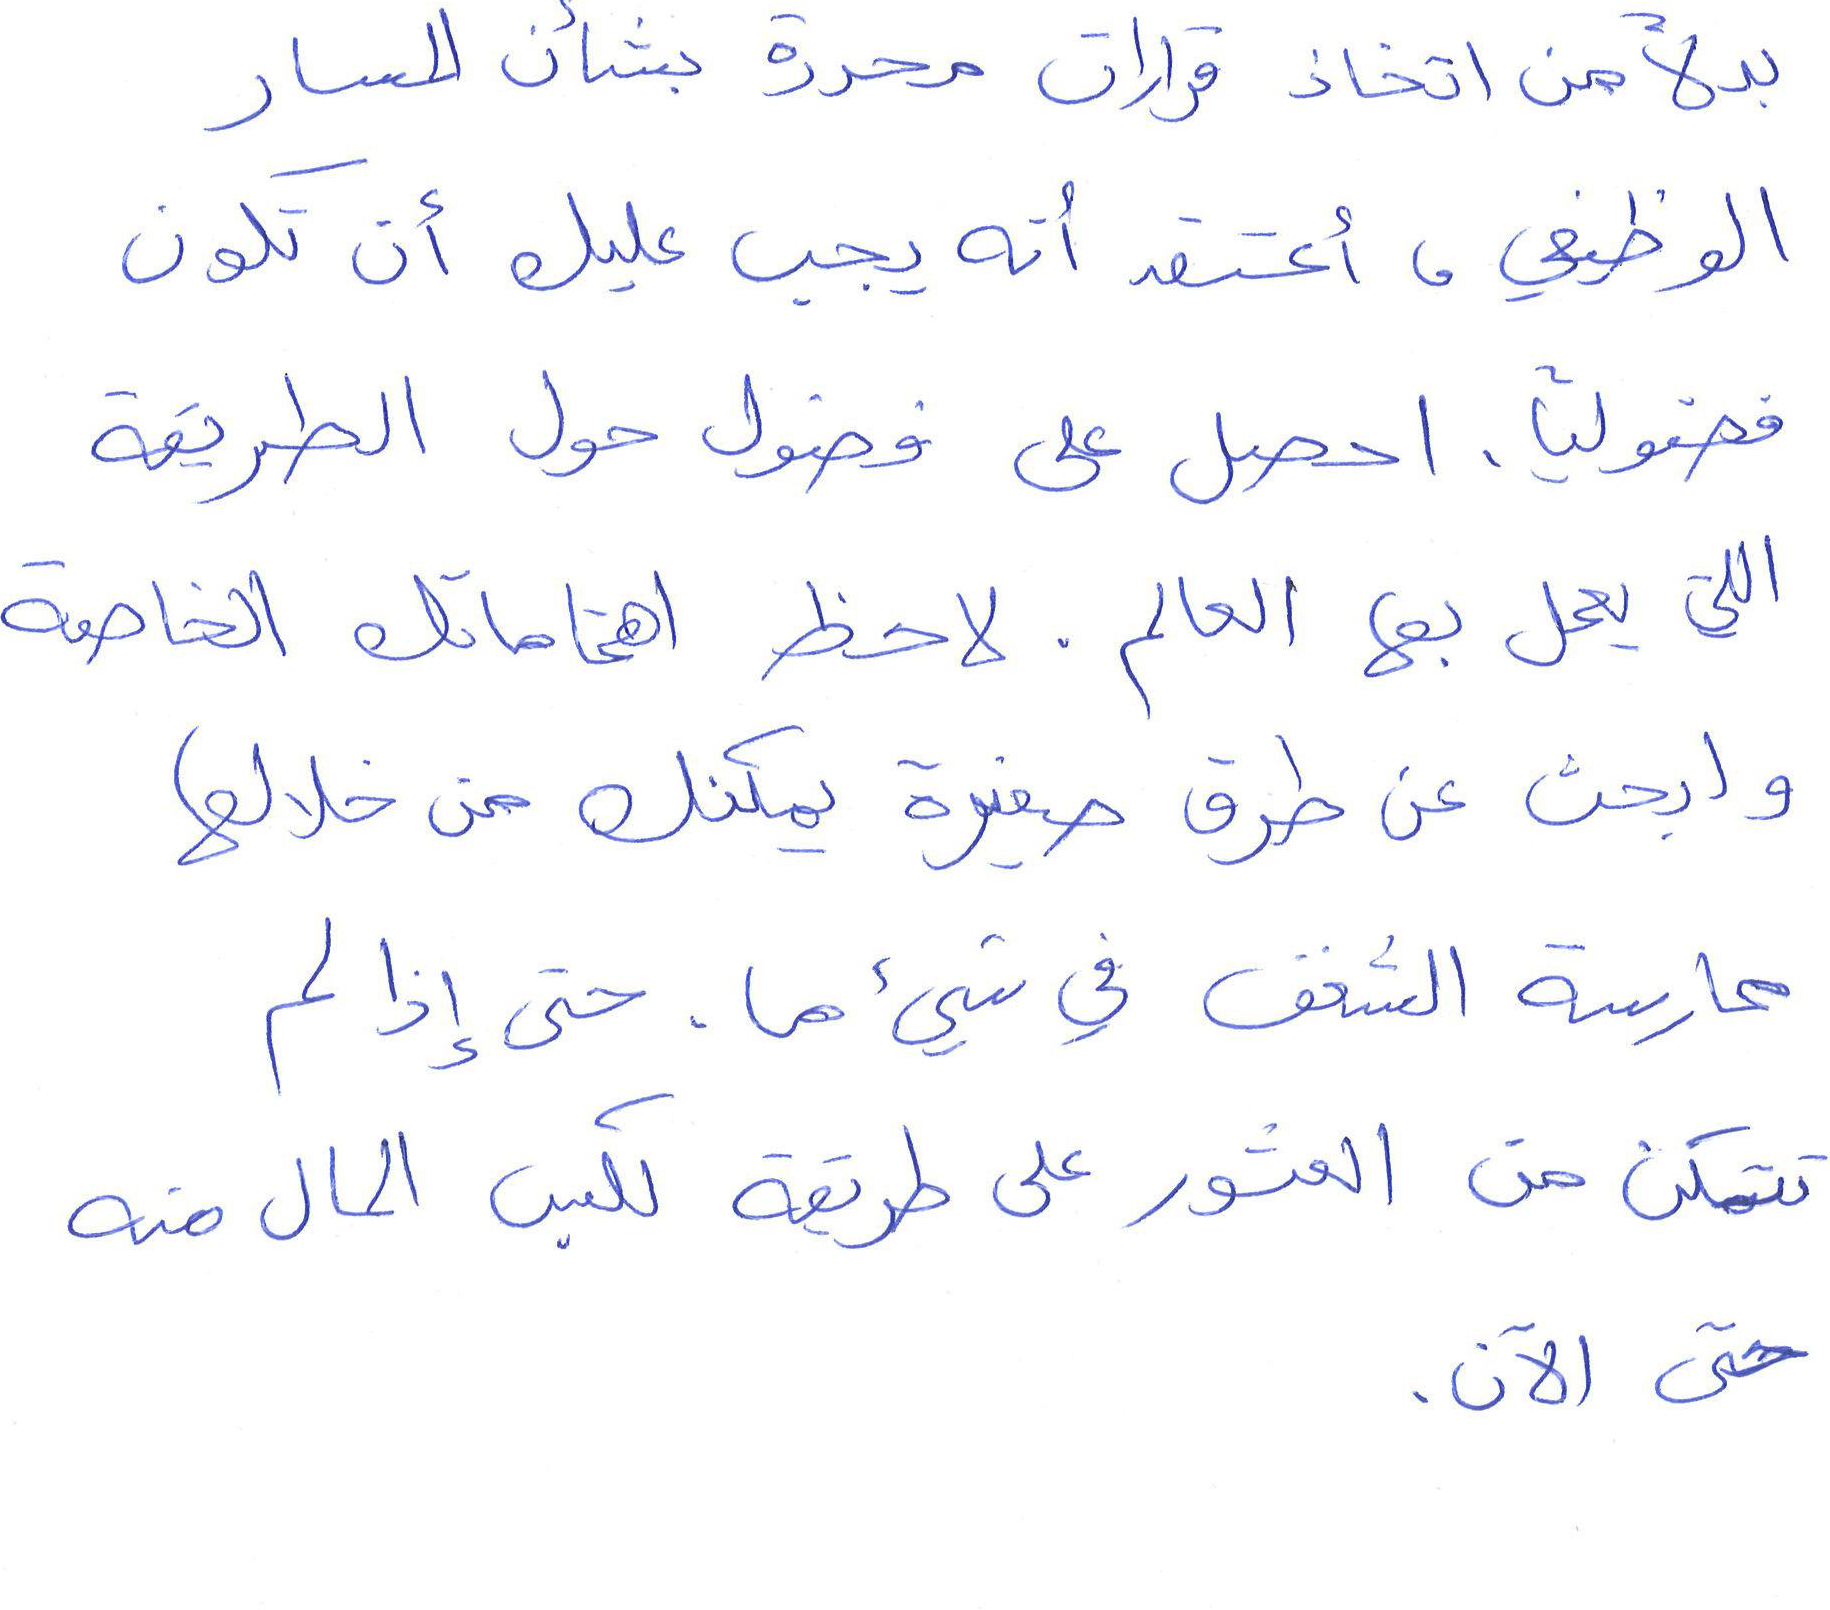 بدلاً من اتخاذ قرارات محددة بشأن المسار
الوظيفي، أعتقد أنه يجب عليك أن تكون
فضوليًا. احصل على فضول حول الطريقة
التي يعمل بها العالم. لاحظ اهتماماتك الخاصة
وابحث عن طرق صغيرة يمكنك من خلالها
ممارسة الشغف في شيء ما. حتى إذا لم
تتمكن من العثور على طريقة لكسب المال منه
حتى الآن.